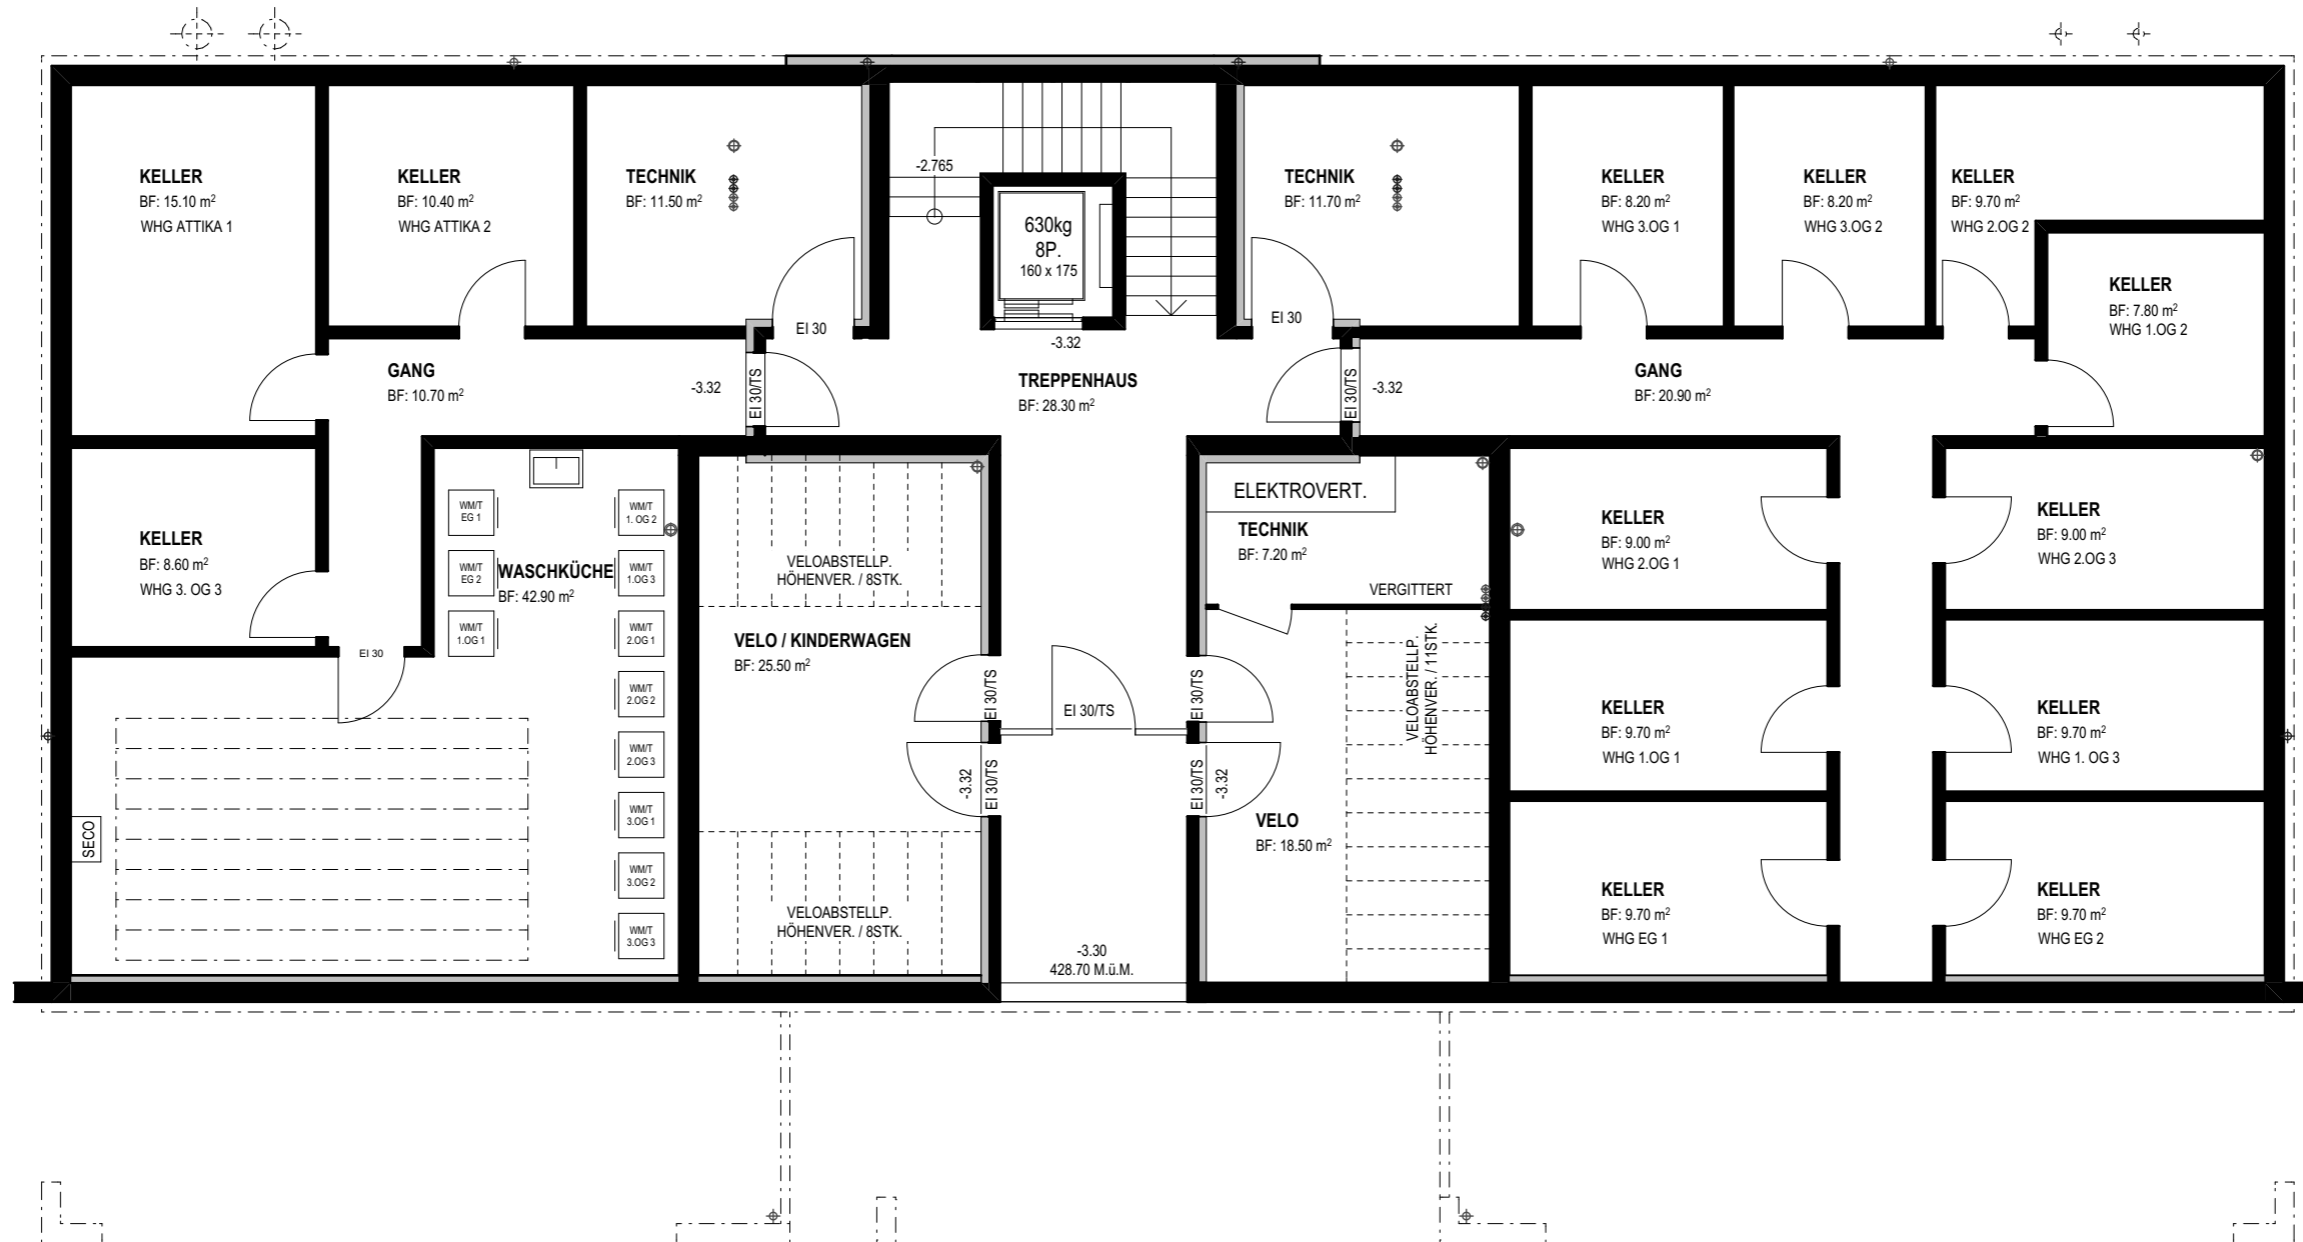 KELLER
BF: 15.10 m²
WHG ATTIKA 1
KELLER
BF: 10.40 m²
WHG ATTIKA 2
TECHNIK
BF: 11.50 m²
-2.765
630kg
8P.
160 x 175
-3.32
TECHNIK
BF: 11.70 m²
KELLER
BF: 8.20 m²
WHG 3.OG 1
KELLER
BF: 8.20 m²
WHG 3.OG 2
KELLER
BF: 9.70 m²
WHG 2.OG 2
KELLER
BF: 7.80 m²
WHG 1.OG 2
EI 30
EI 30
GANG
BF: 10.70 m²
-3.32
EI 30/TS
TREPPENHAUS
BF: 28.30 m²
EI 30/TS
-3.32
GANG
BF: 20.90 m²
KELLER
BF: 8.60 m²
WHG 3. OG 3
EI 30
WM/T
EG 1
WM/T
EG 2
WM/T
1.OG 1
WASCHKÜCHE
BF: 42.90 m²
WM/T
1. OG 2
WM/T
1.OG 3
WM/T
2.OG 1
WM/T
2.OG 2
WM/T
2.OG 3
WM/T
3.OG 1
WM/T
3.OG 2
WM/T
3.OG 3
SECO
VELOABSTELLP.
HÖHENVER. / 8STK.
VELO / KINDERWAGEN
BF: 25.50 m²
VELOABSTELLP.
HÖHENVER. / 8STK.
EI 30/TS
EI 30/TS
-3.32
EI 30/TS
EI 30/TS
EI 30/TS
-3.32
-3.30
428.70 M.ü.M.
ELEKTROVERT.
TECHNIK
BF: 7.20 m²
VERGITTERT
VELOABSTELLP.
HÖHENVER. / 11STK.
VELO
BF: 18.50 m²
KELLER
BF: 9.00 m²
WHG 2.OG 1
KELLER
BF: 9.00 m²
WHG 2.OG 3
KELLER
BF: 9.70 m²
WHG 1.OG 1
KELLER
BF: 9.70 m²
WHG 1. OG 3
KELLER
BF: 9.70 m²
WHG EG 1
KELLER
BF: 9.70 m²
WHG EG 2